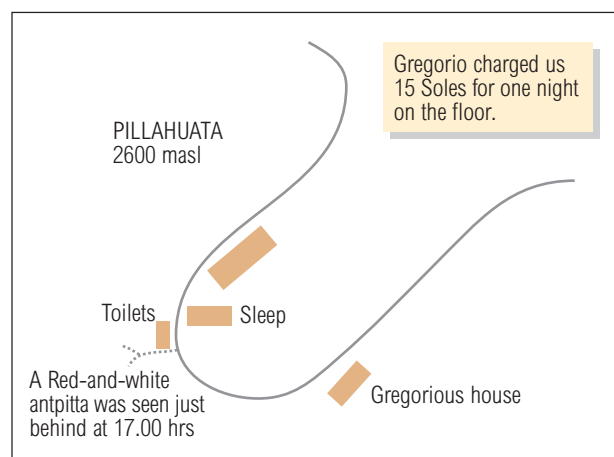 Gregorio charged us
15 Soles for one night
on the floor.
PILLAHUATA
2600 masl
Toilets
Sleep
A Red-and-white
antpitta was seen just
behind at 17.00 hrs
Gregorious house